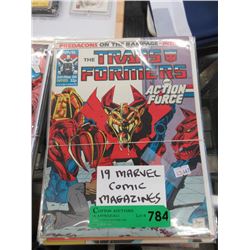 PREDACONS ON THE RAMPAGE
THE
TRANS
FORMERS
ACTION
FORCE
19 MARVEL
COMIC
MAGAZINES
784